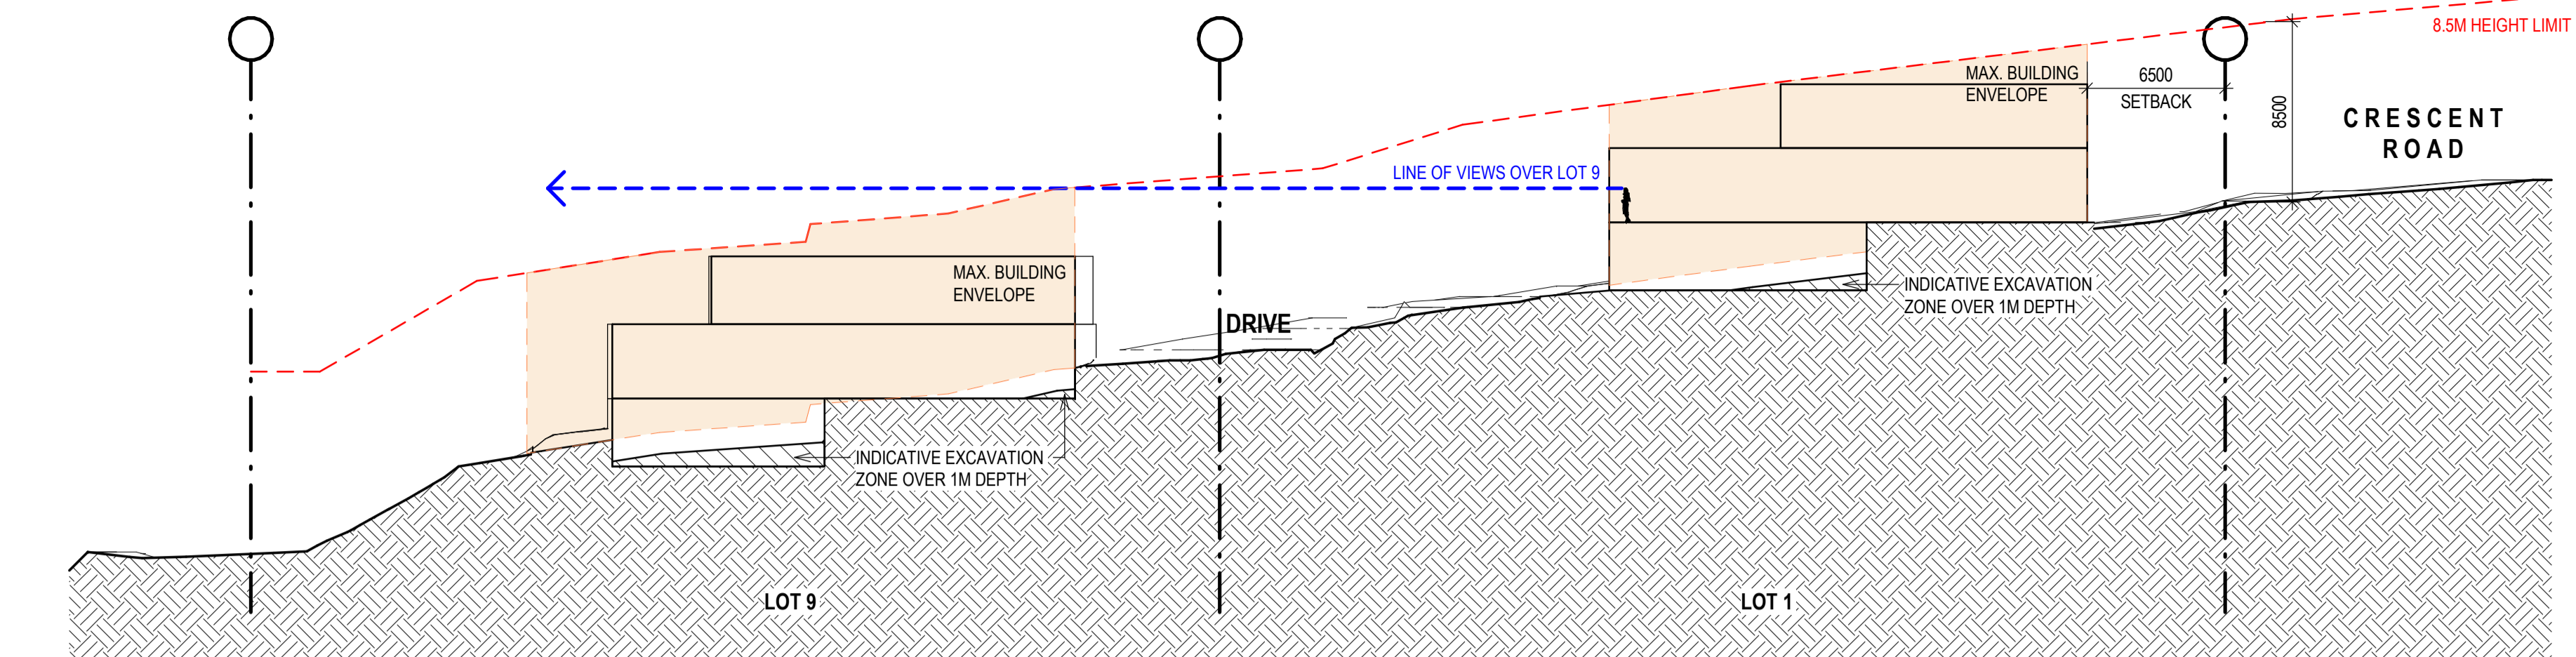 8.5M HEIGHT LIMIT
MAX. BUILDING
ENVELOPE
6500
SETBACK
8500
CRESCENT
ROAD
LINE OF VIEWS OVER LOT 9
MAX. BUILDING
ENVELOPE
DRIVE
INDICATIVE EXCAVATION
ZONE OVER 1M DEPTH
INDICATIVE EXCAVATION
ZONE OVER 1M DEPTH
LOT 9
LOT 1